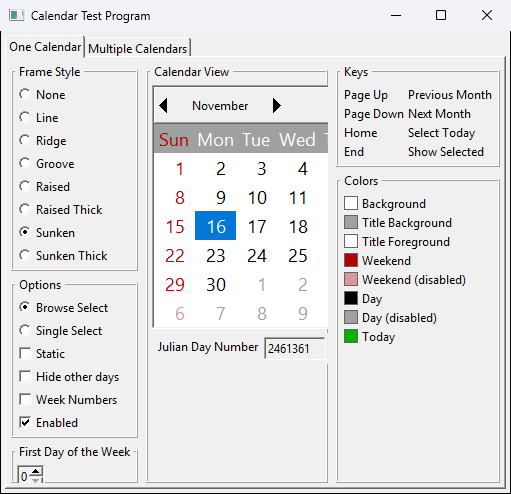 Calendar Test Program
One Calendar
Multiple Calendars
Frame Style
None
Line
Ridge
Groove
Raised
Raised Thick
Sunken
Sunken Thick
Options
Browse Select
Single Select
Static
Hide other days
Week Numbers
Enabled
First Day of the Week
0
Calendar View
November
Sun Mon Tue Wed
1 2 3 4
8 9 10 11
15 16 17 18
22 23 24 25
29 30 1 2
6 7 8 9
Julian Day Number 2461361
Keys
Page Up Previous Month
Page Down Next Month
Home Select Today
End Show Selected
Colors
Background
Title Background
Title Foreground
Weekend
Weekend (disabled)
Day
Day (disabled)
Today